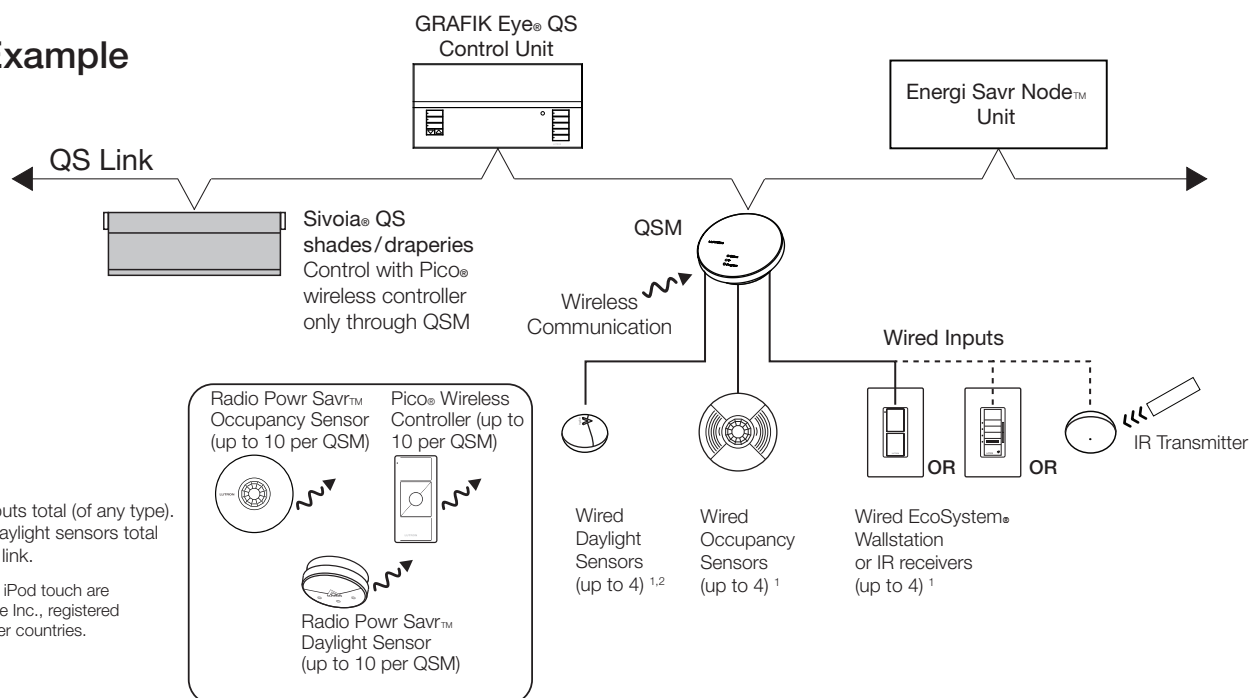 Example
GRAFIK Eye® QS
Control Unit
Energi Savr Node™
Unit
QS Link
Sivoia® QS
shades/draperies
Control with Pico®
wireless controller
only through QSM
QSM
Wireless
Communication
Wired Inputs
Radio Powr Savr™
Occupancy Sensor
(up to 10 per QSM)
Pico® Wireless
Controller (up to
10 per QSM)
Radio Powr Savr™
Daylight Sensor
(up to 10 per QSM)
OR
OR
IR Transmitter
Wired
Daylight
Sensors
(up to 4) 1,2
Wired
Occupancy
Sensors
(up to 4) 1
Wired EcoSystem®
Wallstation
or IR receivers
(up to 4) 1
uts total (of any type).
aylight sensors total
link.
iPod touch are
e Inc., registered
er countries.